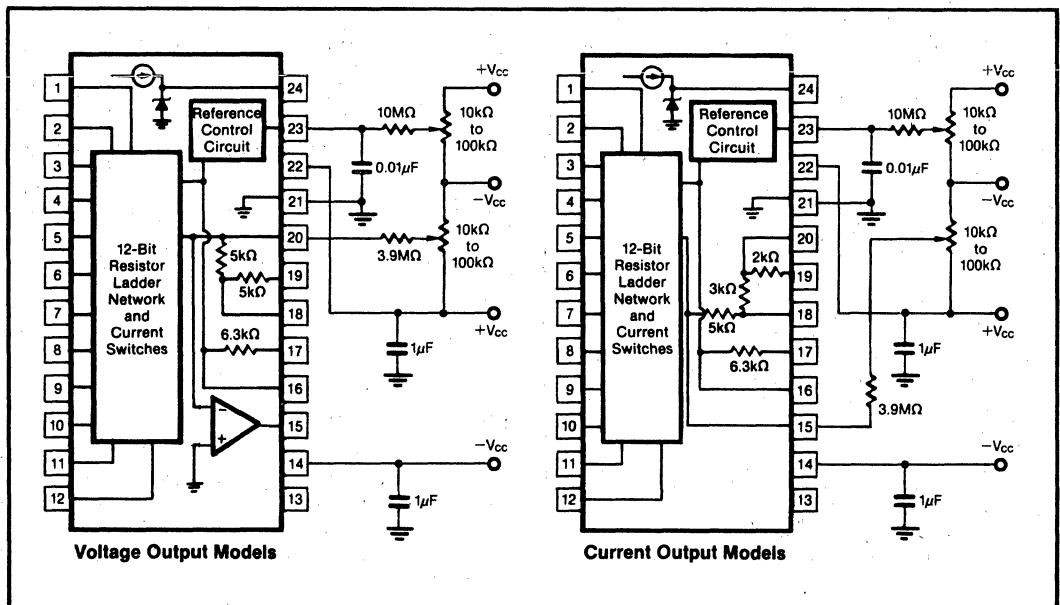 1
2
3
4
5
6
7
8
9
10
11
12
24
23
22
21
20
19
18
17
16
15
14
13
Reference
Control
Circuit
12-Bit
Resistor
Ladder
Network
and
Current
Switches
5kΩ
5kΩ
6.3kΩ
−
+
10MΩ
0.01μF
3.9MΩ
+Vcc
10kΩ
to
100kΩ
−Vcc
10kΩ
to
100kΩ
+Vcc
1μF
−Vcc
1μF
Voltage Output Models
1
2
3
4
5
6
7
8
9
10
11
12
24
23
22
21
20
19
18
17
16
15
14
13
Reference
Control
Circuit
12-Bit
Resistor
Ladder
Network
and
Current
Switches
2kΩ
3kΩ
5kΩ
6.3kΩ
10MΩ
0.01μF
+Vcc
10kΩ
to
100kΩ
−Vcc
10kΩ
to
100kΩ
+Vcc
1μF
3.9MΩ
−Vcc
1μF
Current Output Models